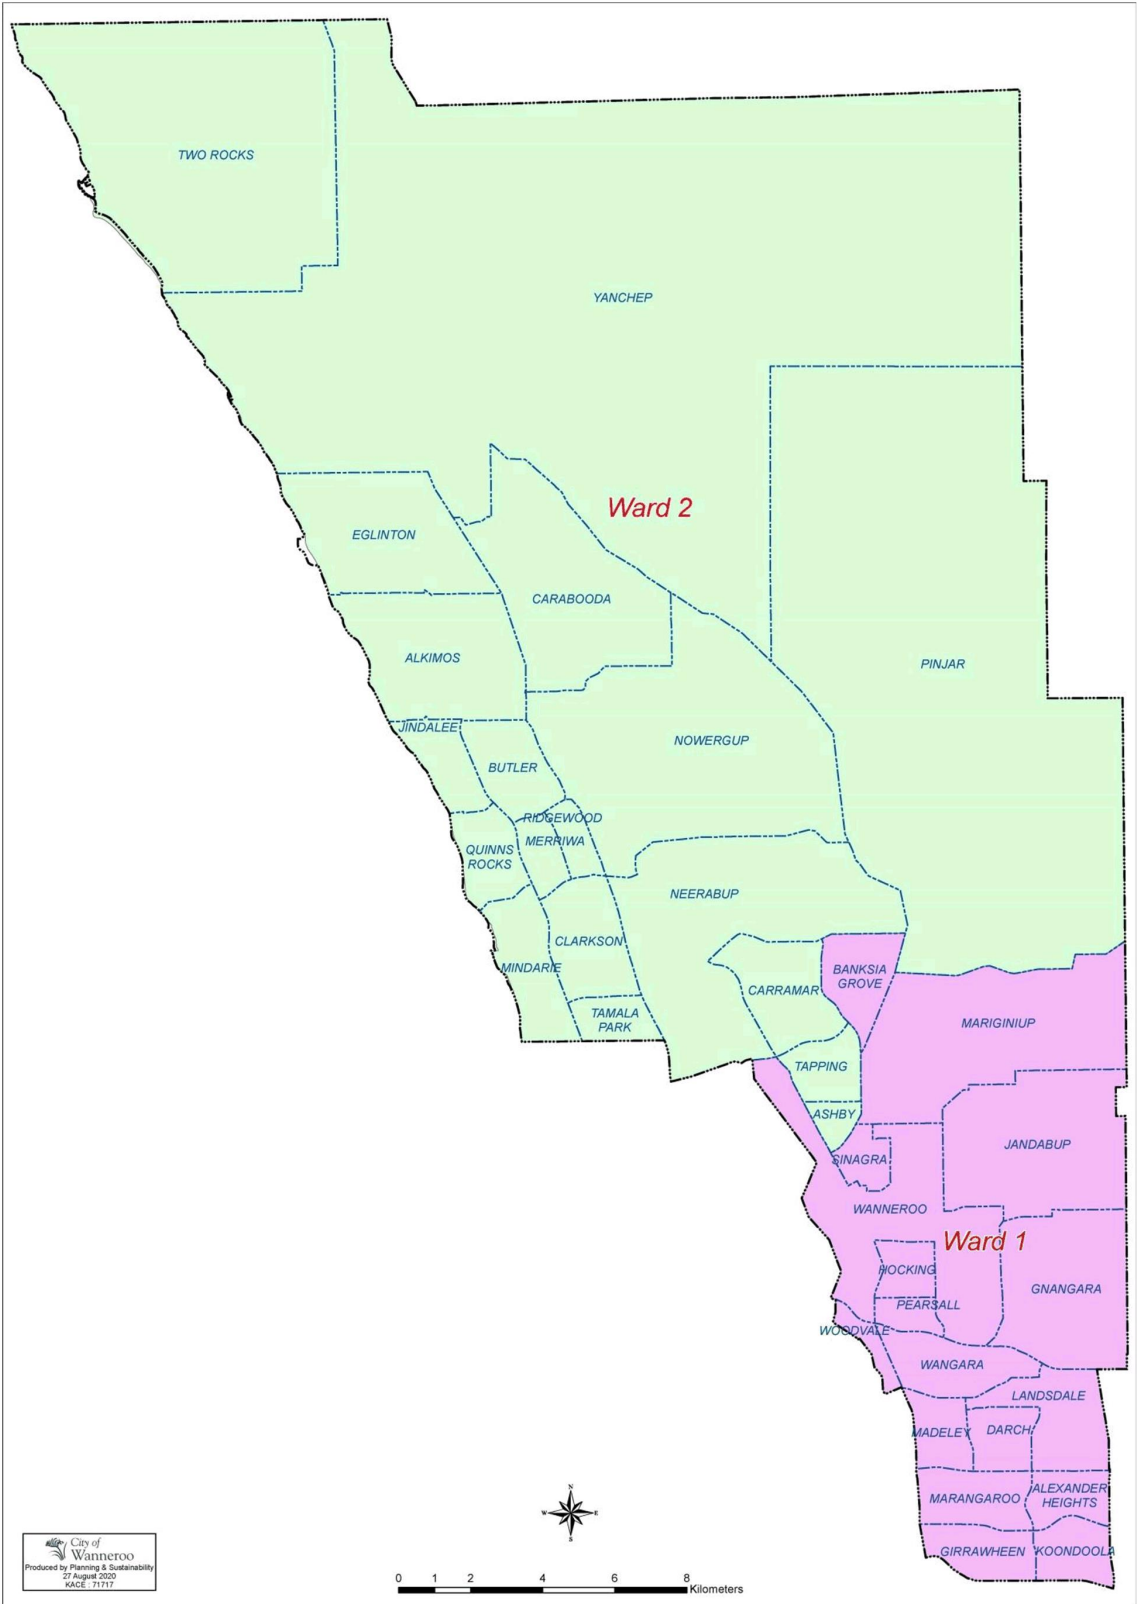 TWO ROCKS
YANCHEP
Ward 2
EGLINTON
CARABOODA
ALKIMOS
PINJAR
JINDALEE
NOWERGUP
BUTLER
RIDGEWOOD
MERRIWA
QUINNS
ROCKS
NEERABUP
CLARKSON
MINDARIE
BANKSIA
GROVE
CARRAMAR
TAMALA
PARK
MARIGINIUP
TAPPING
ASHBY
JANDABUP
SINAGRA
WANNEROO
Ward 1
HOCKING
GNANGARA
PEARSALL
WOODVALE
WANGARA
LANDSDALE
MADELEY
DARCH
MARANGAROO
ALEXANDER
HEIGHTS
GIRRAWHEEN
KOONDOOLA
N
W
E
S
City of
Wanneroo
Produced by Planning & Sustainability
27 August 2020
KACE : 71717
0 1 2 4 6 8
Kilometers